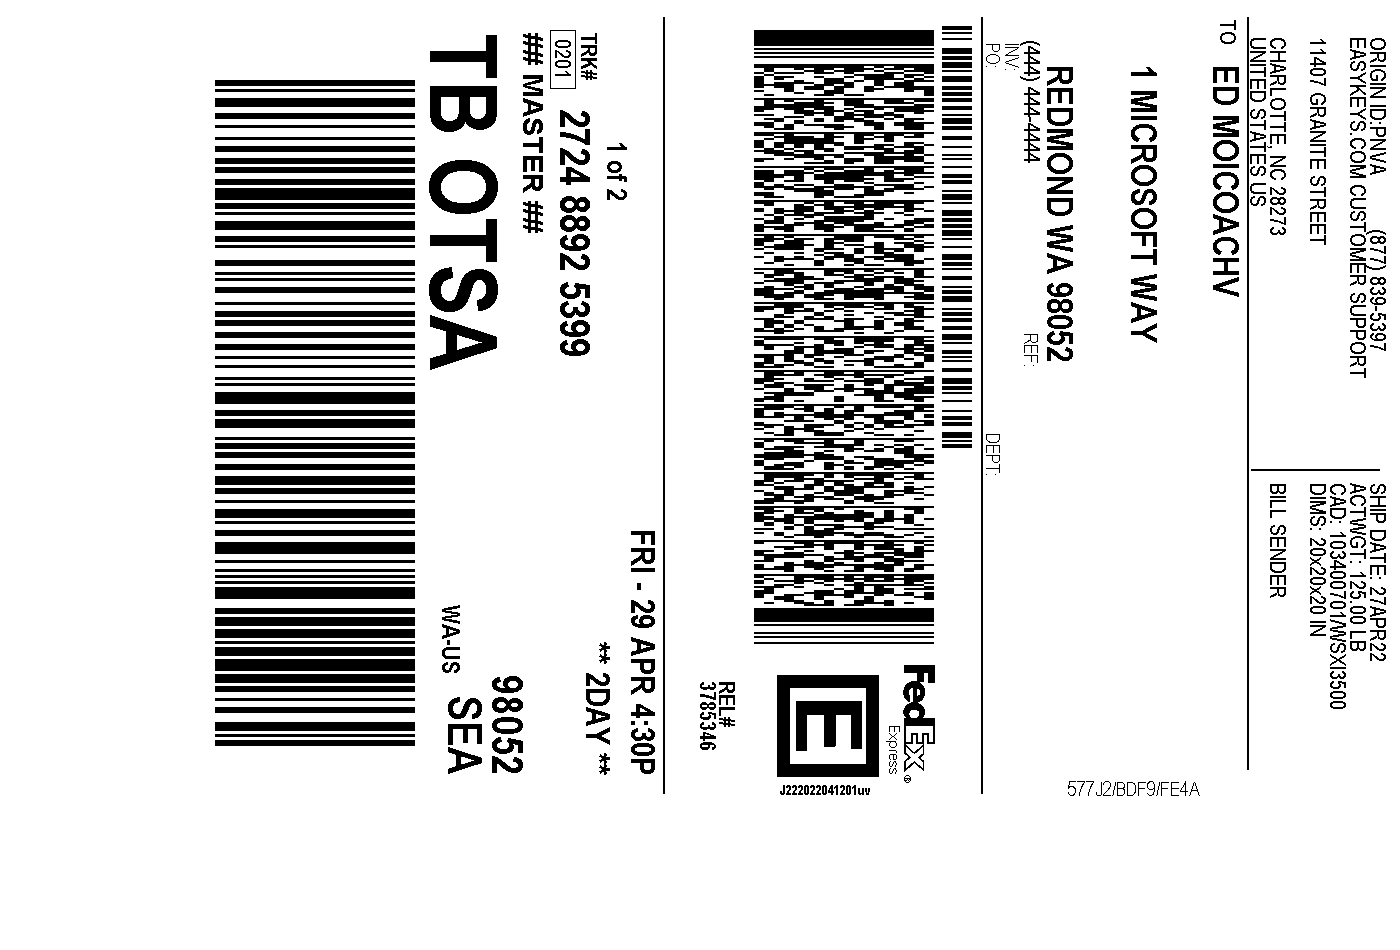 ORIGIN ID:PNVA (877) 839-5397
EASYKEYS.COM CUSTOMER SUPPORT
11407 GRANITE STREET
CHARLOTTE, NC 28273
UNITED STATES US
SHIP DATE: 27APR22
ACTWGT: 125.00 LB
CAD: 103400701/WSXI3500
DIMS: 20x20x20 IN
BILL SENDER
TO ED MOICOACHV
1 MICROSOFT WAY
REDMOND WA 98052
(444) 444-4444 REF:
INV:
PO: DEPT:
577J2/BDF9/FE4A
FedEx®
Express
E
J222022041201uv
REL#
3785346
FRI - 29 APR 4:30P
** 2DAY **
1 of 2
TRK# 2724 8892 5399
0201
## MASTER ##
TB OTSA
98052
WA-US SEA